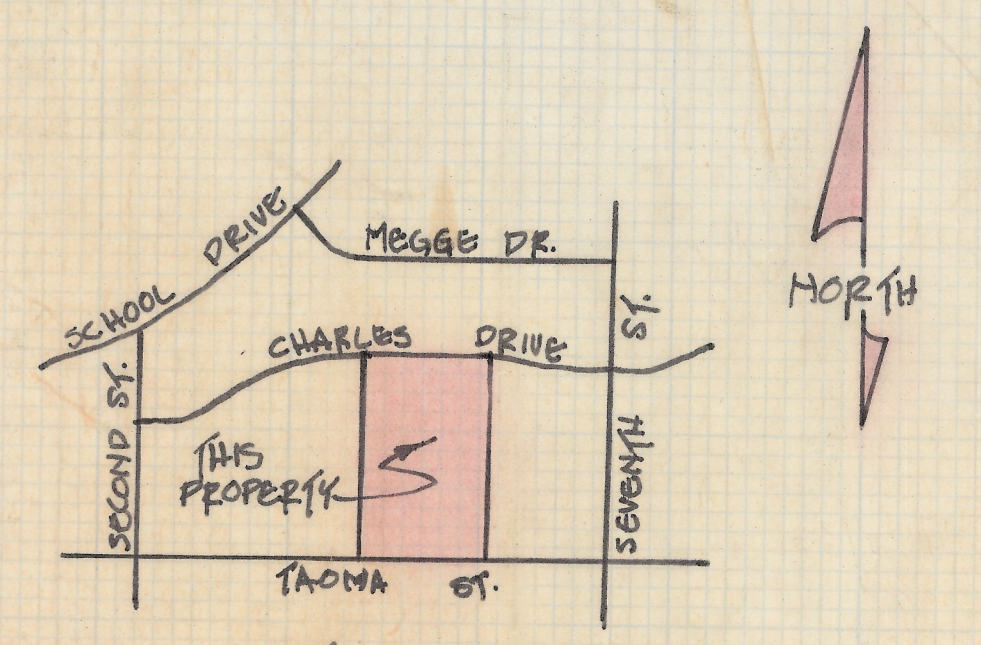 SCHOOL DRIVE
MEGGE DR.
NORTH
CHARLES DRIVE
SECOND ST.
SEVENTH ST.
THIS
PROPERTY
TAOMA ST.